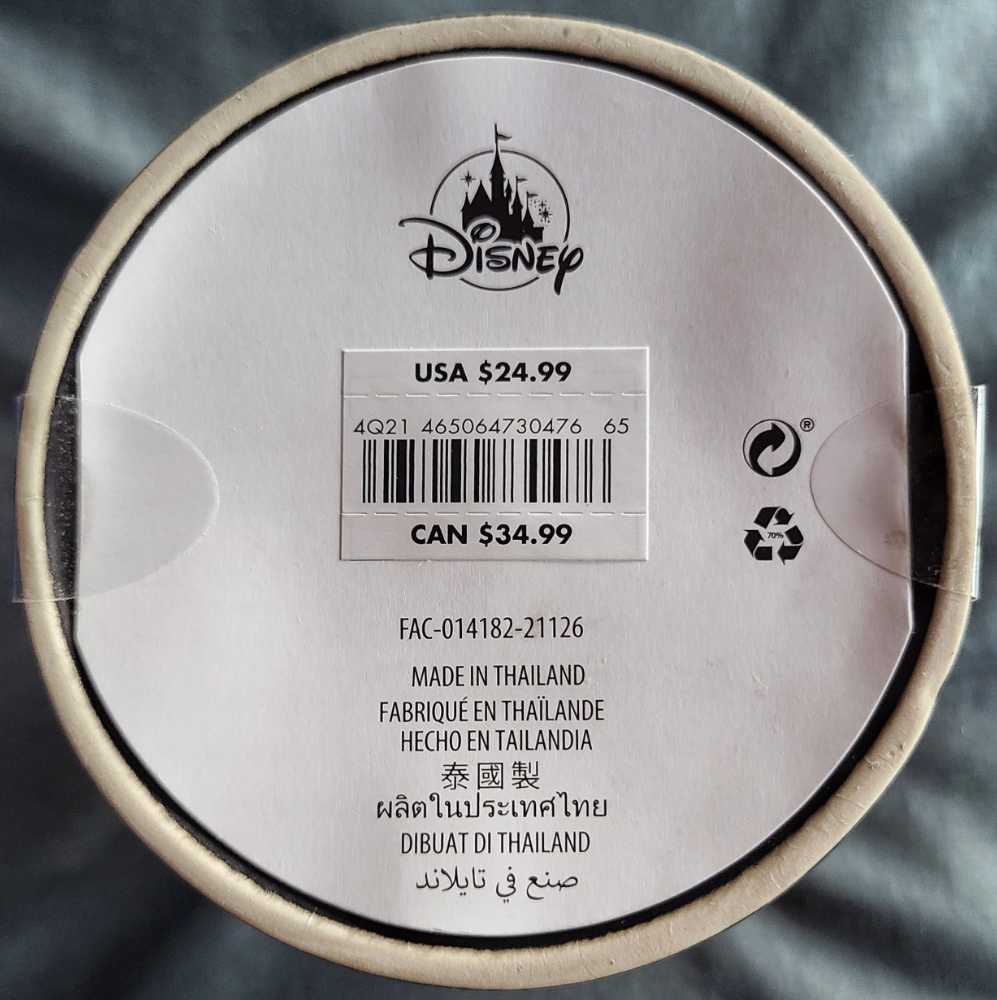 Disney
USA $24.99
4Q21 465064730476 65
CAN $34.99
®
70%
FAC-014182-21126
MADE IN THAILAND
FABRIQUÉ EN THAÏLANDE
HECHO EN TAILANDIA
泰國製
ผลิตในประเทศไทย
DIBUAT DI THAILAND
صنع في تايلاند